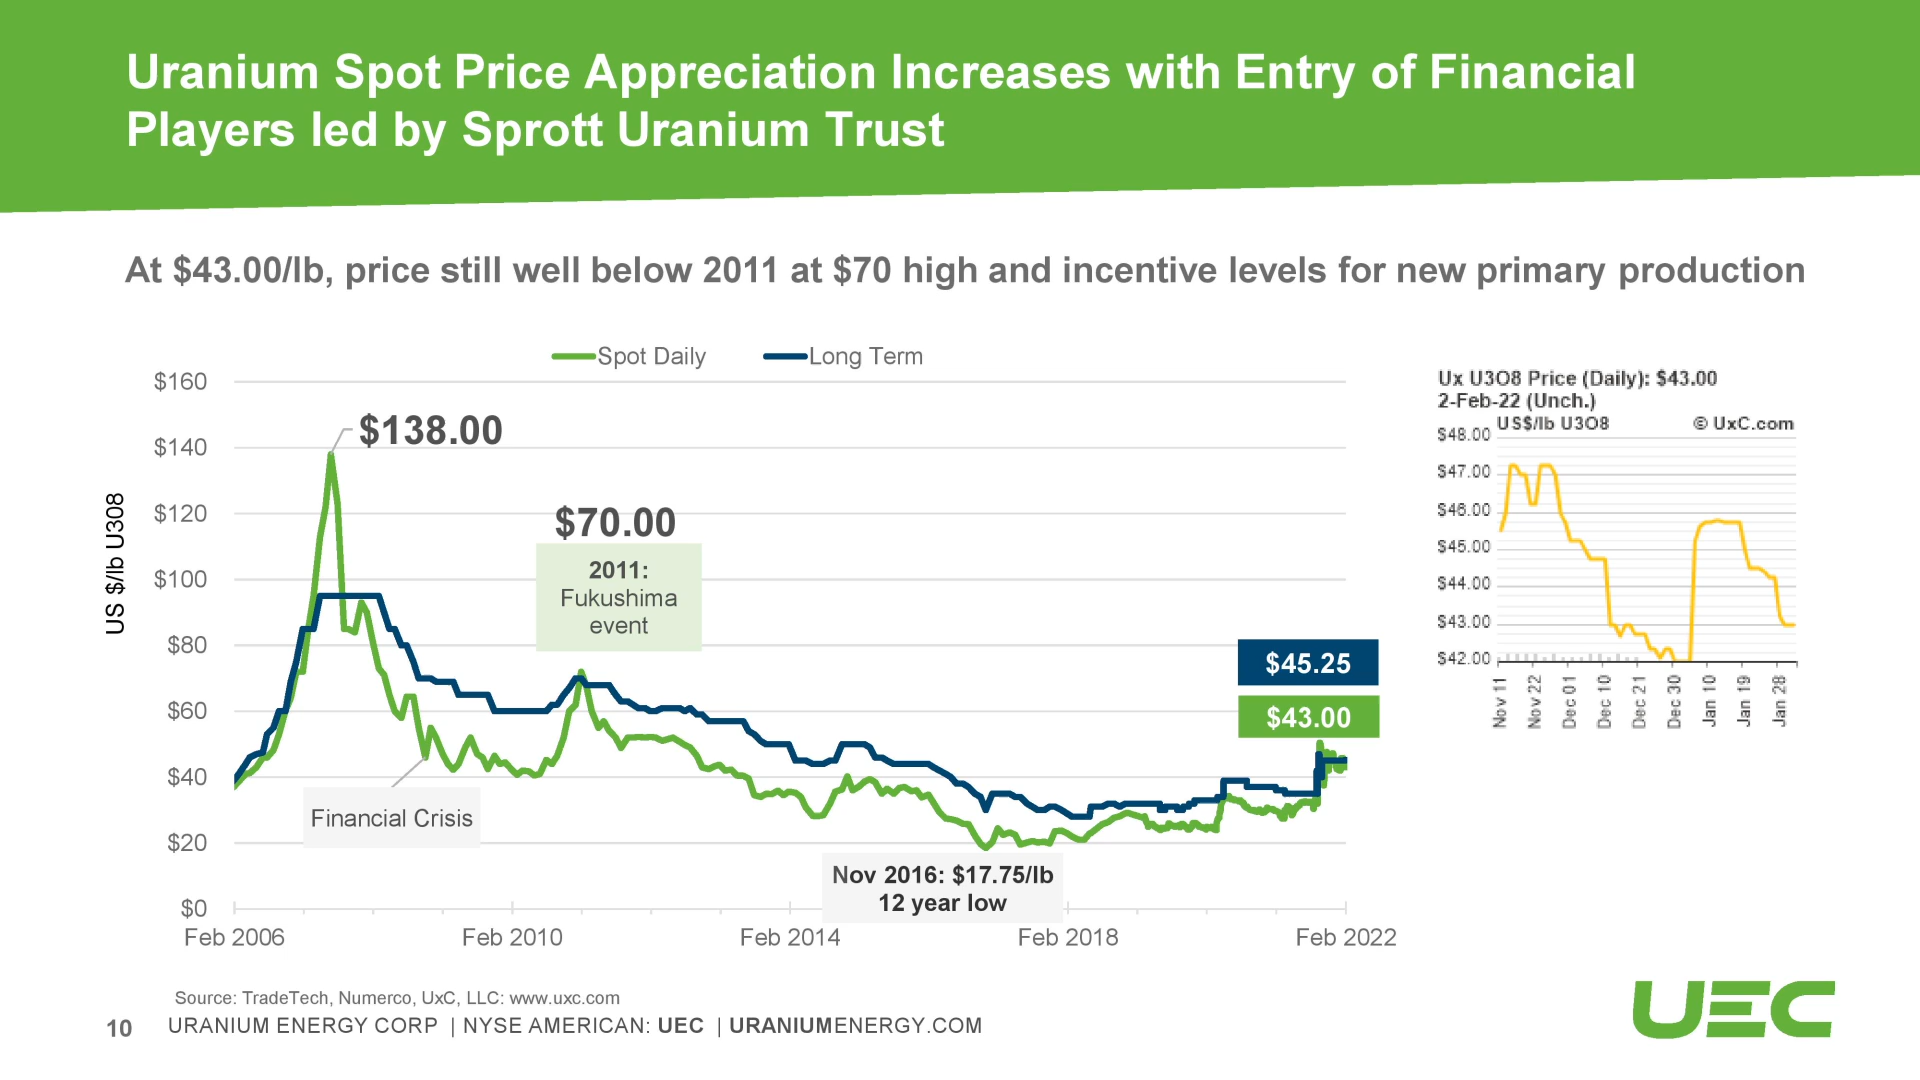 Uranium Spot Price Appreciation Increases with Entry of Financial
Players led by Sprott Uranium Trust
At $43.00/lb, price still well below 2011 at $70 high and incentive levels for new primary production
Spot Daily
Long Term
US $/lb U308
$160
$140
$120
$100
$80
$60
$40
$20
$0
$138.00
$70.00
2011:
Fukushima
event
Financial Crisis
Nov 2016: $17.75/lb
12 year low
$45.25
$43.00
Feb 2006
Feb 2010
Feb 2014
Feb 2018
Feb 2022
Ux U3O8 Price (Daily): $43.00
2-Feb-22 (Unch.)
US$/lb U3O8
© UxC.com
$48.00
$47.00
$46.00
$45.00
$44.00
$43.00
$42.00
Nov 11
Nov 22
Dec 01
Dec 10
Dec 21
Dec 30
Jan 10
Jan 19
Jan 28
Source: TradeTech, Numerco, UxC, LLC: www.uxc.com
10
URANIUM ENERGY CORP | NYSE AMERICAN: UEC | URANIUMENERGY.COM
UEC